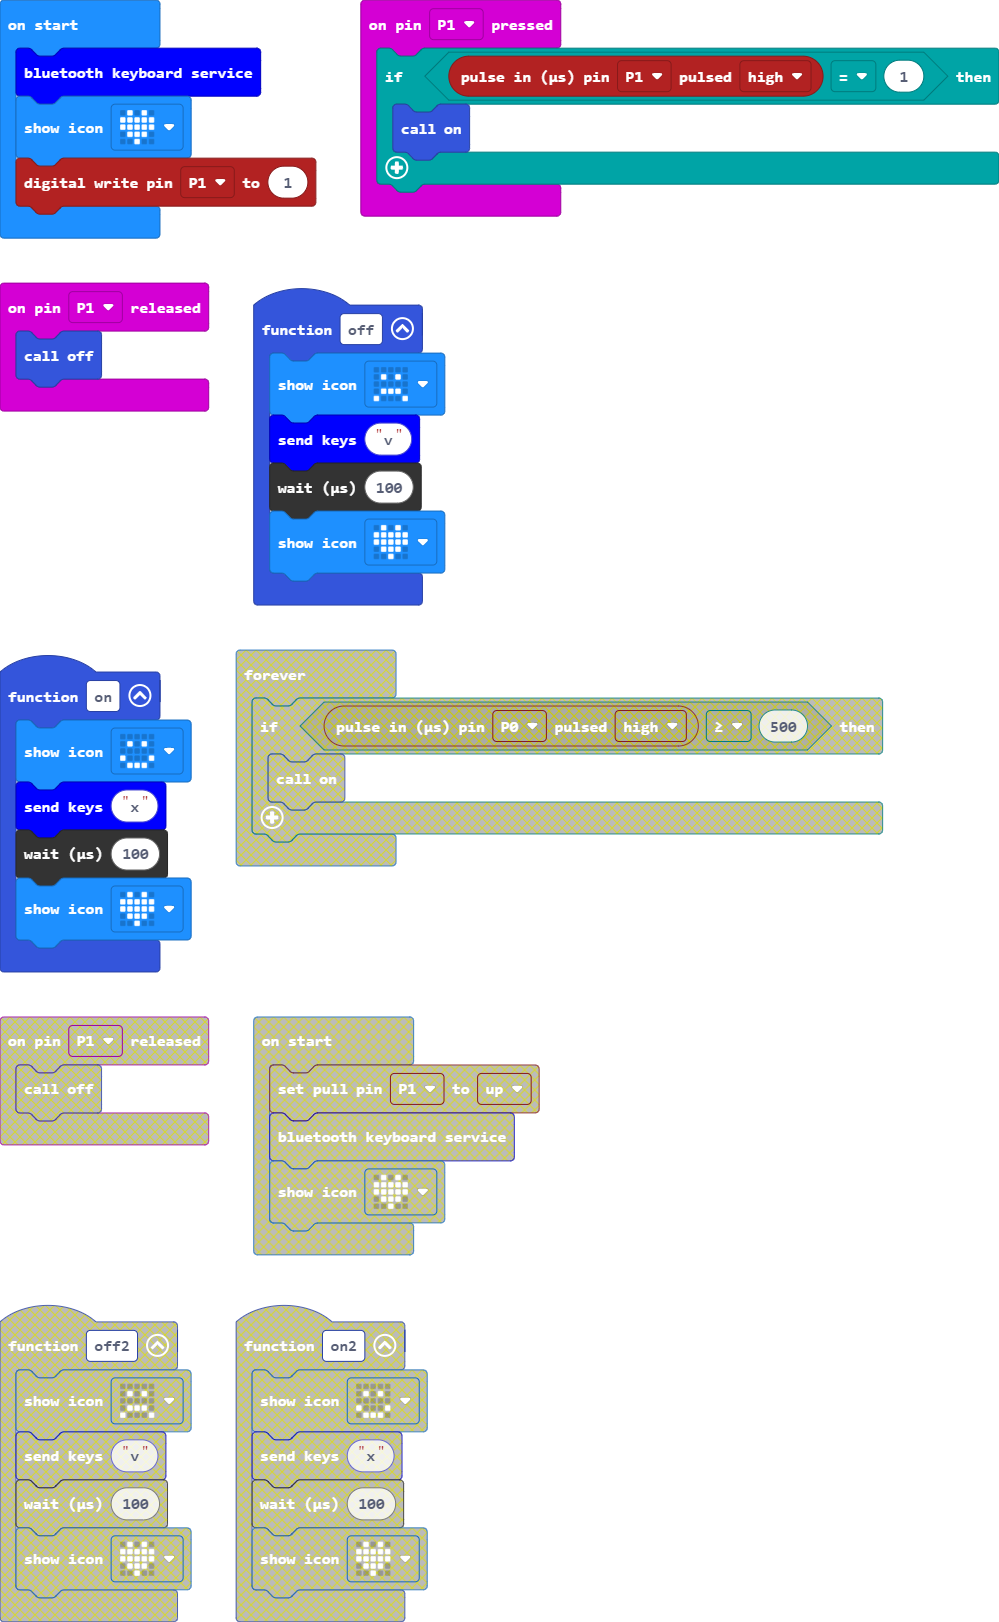 on start
bluetooth keyboard service
show icon
digital write pin P1 to 1
on pin P1 pressed
if pulse in (µs) pin P1 pulsed high = 1 then
call on
on pin P1 released
call off
function off
show icon
send keys "v"
wait (µs) 100
show icon
function on
show icon
send keys "x"
wait (µs) 100
show icon
forever
if pulse in (µs) pin P0 pulsed high ≥ 500 then
call on
on pin P1 released
call off
on start
set pull pin P1 to up
bluetooth keyboard service
show icon
function off2
show icon
send keys "v"
wait (µs) 100
show icon
function on2
show icon
send keys "x"
wait (µs) 100
show icon